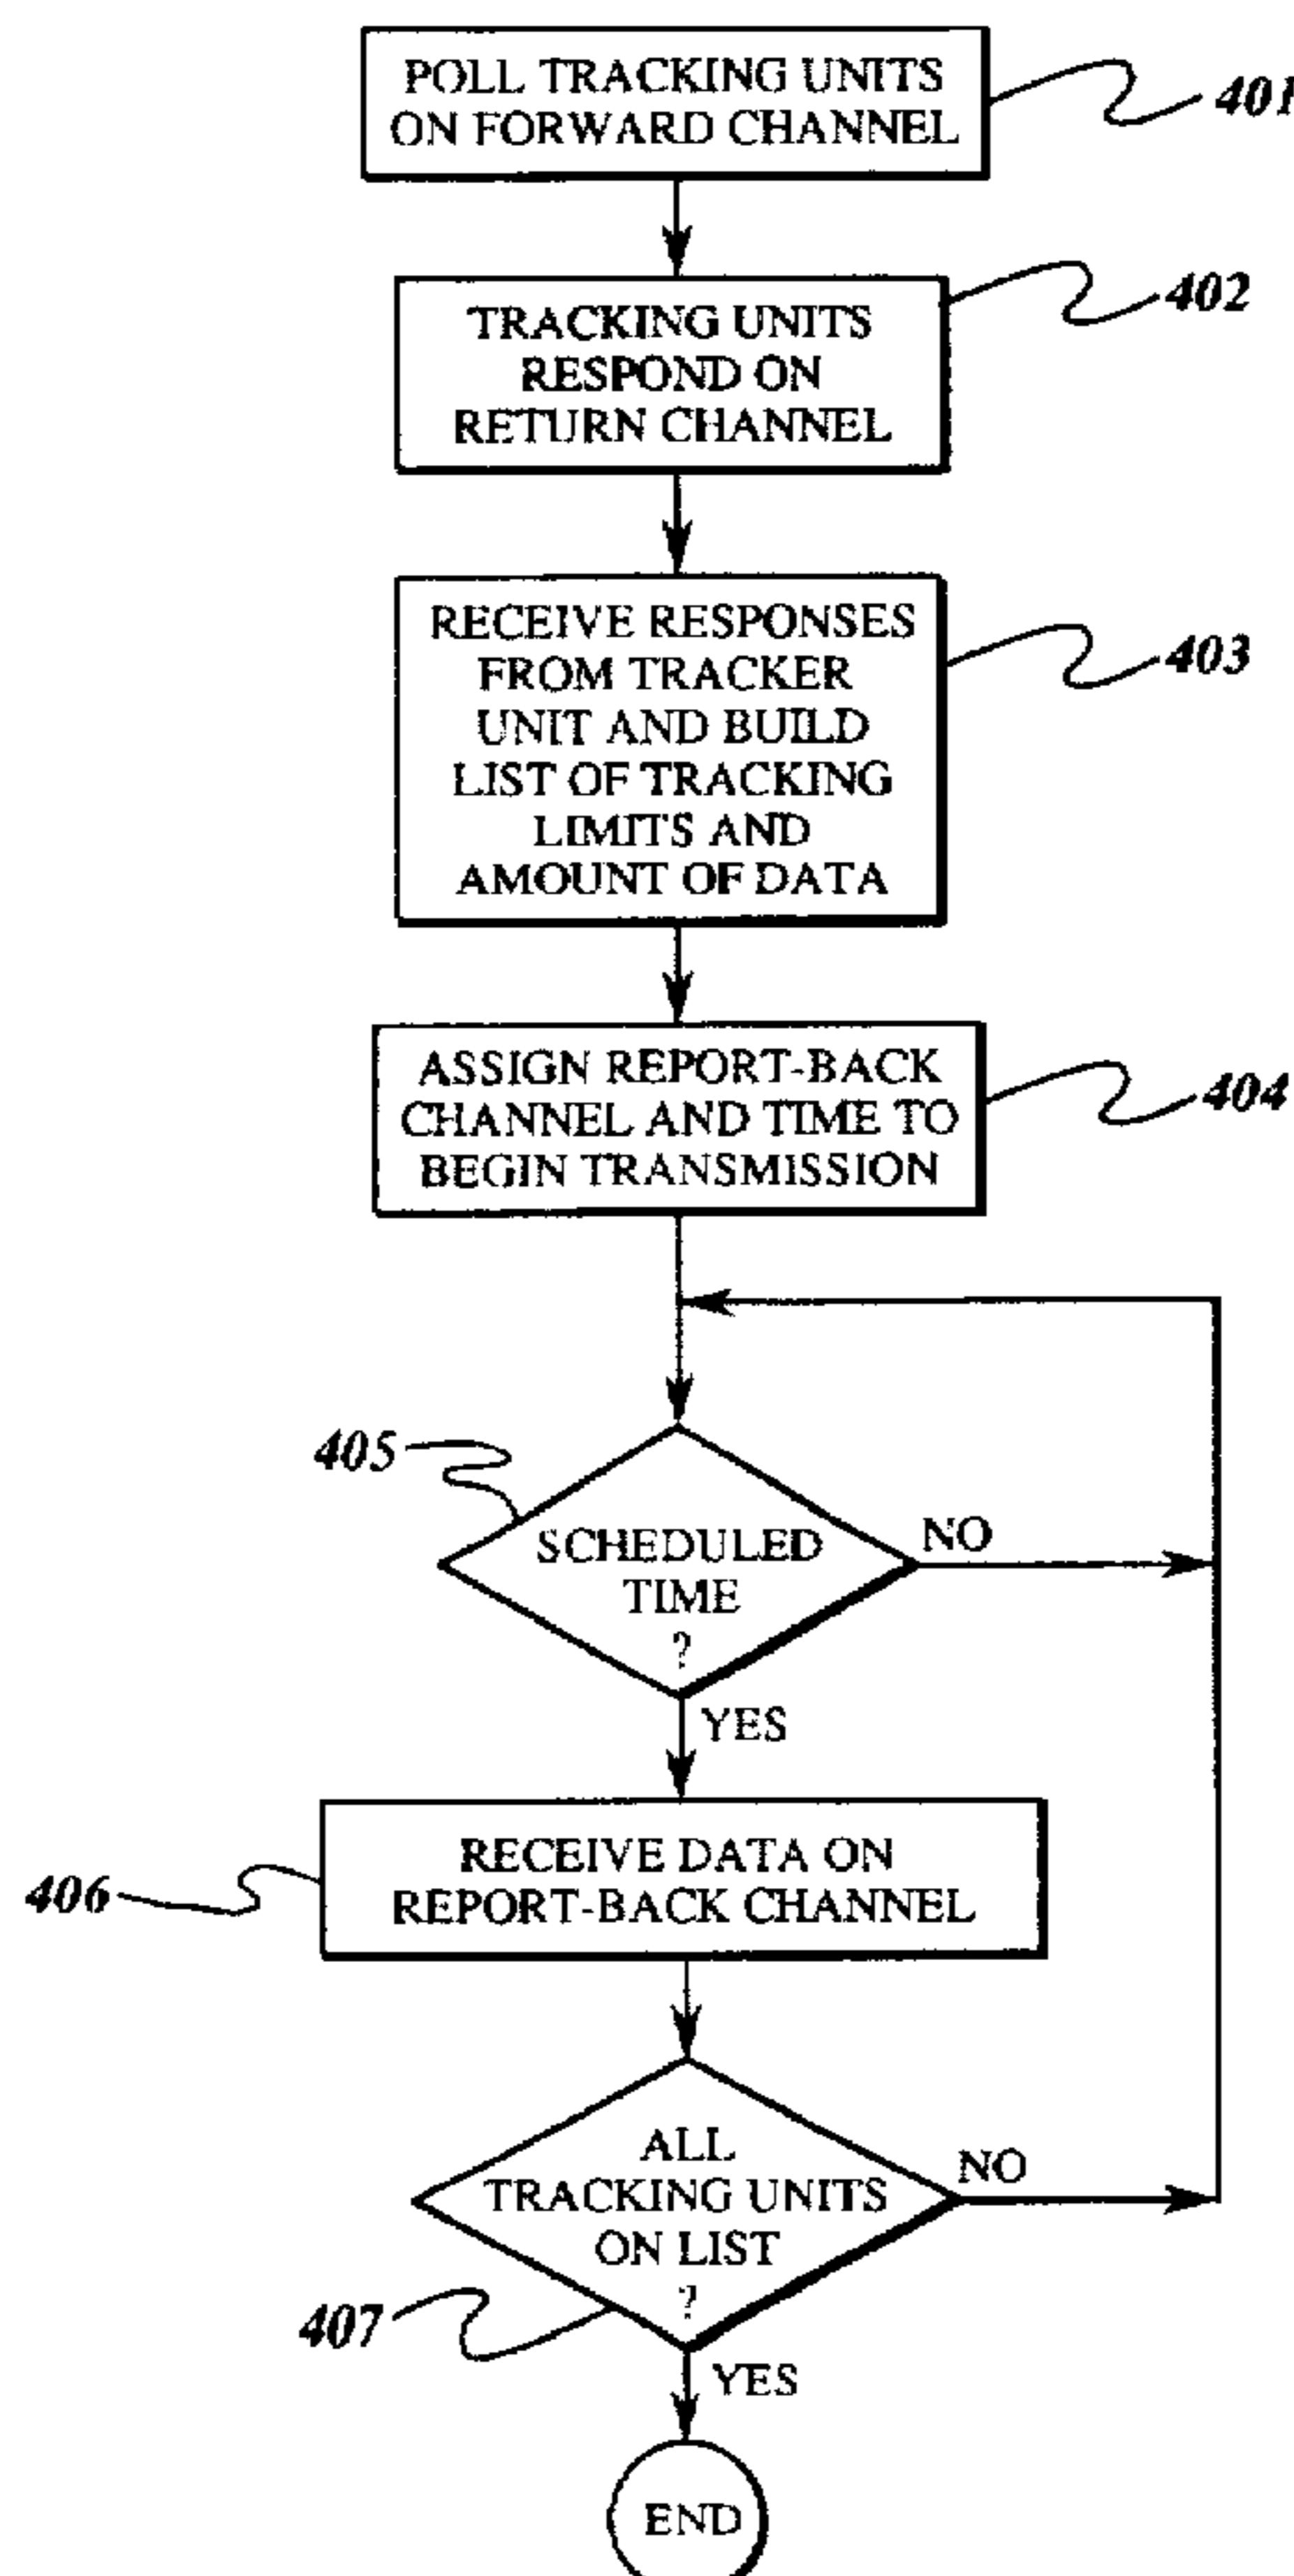 POLL TRACKING UNITS
ON FORWARD CHANNEL
401
402
TRACKING UNITS
RESPOND ON
RETURN CHANNEL
RECEIVE RESPONSES
FROM TRACKER
UNIT AND BUILD
LIST OF TRACKING
LIMITS AND
AMOUNT OF DATA
403
ASSIGN REPORT-BACK
CHANNEL AND TIME TO
BEGIN TRANSMISSION
404
405
SCHEDULED
TIME
?
NO
YES
RECEIVE DATA ON
REPORT-BACK CHANNEL
406
ALL
TRACKING UNITS
ON LIST
?
NO
407
YES
END